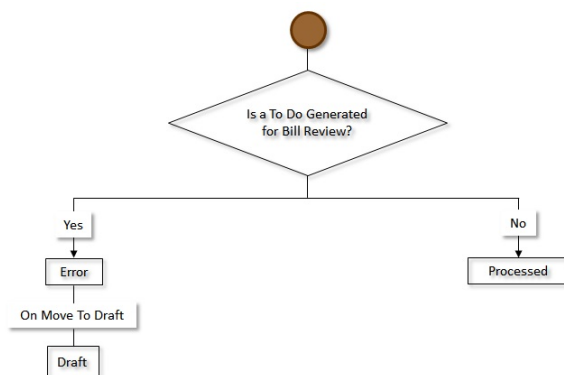 Is a To Do Generated
for Bill Review?
Yes
No
Error
Processed
On Move To Draft
Draft